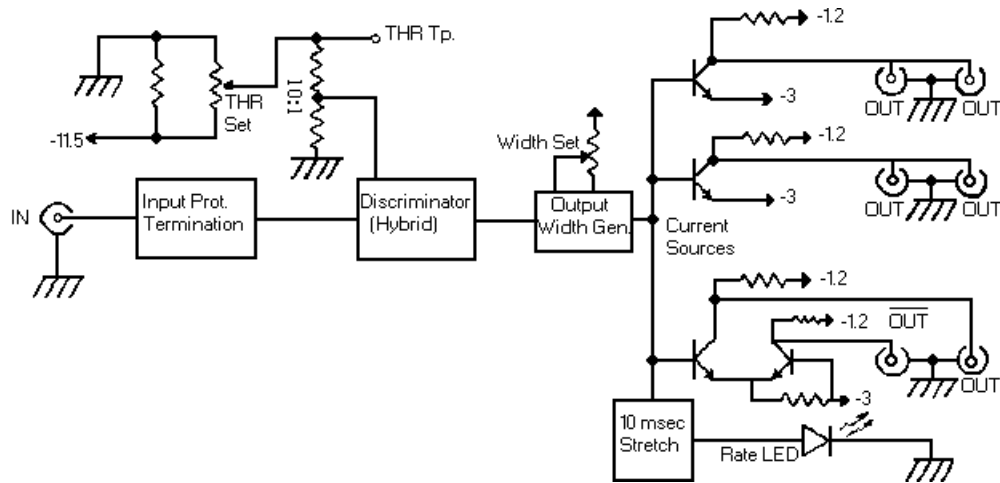 -1.2
THR Tp.
10:1
THR
Set
-3
OUT
OUT
-11.5
Width Set
-1.2
-3
OUT
OUT
IN
Input Prot.
Termination
Discriminator
(Hybrid)
Output
Width Gen.
Current
Sources
-1.2
-1.2
OUT
OUT
-3
10 msec
Stretch
Rate LED